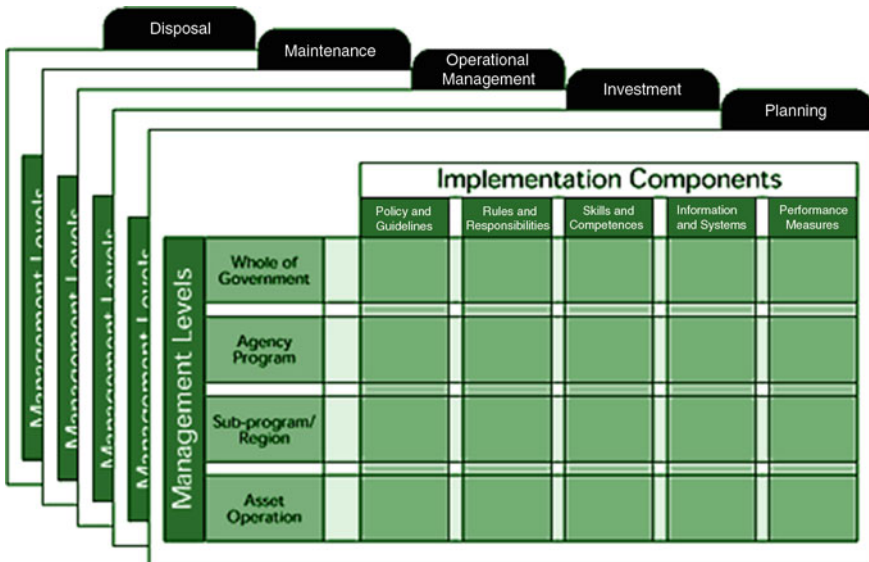 Disposal
Maintenance
Operational
Management
Investment
Planning
Management Levels
Management Levels
Management Levels
Management Levels
Management Levels
Implementation Components
Policy and
Guidelines
Rules and
Responsibilities
Skills and
Competences
Information
and Systems
Performance
Measures
Whole of
Government
Agency
Program
Sub-program/
Region
Asset
Operation